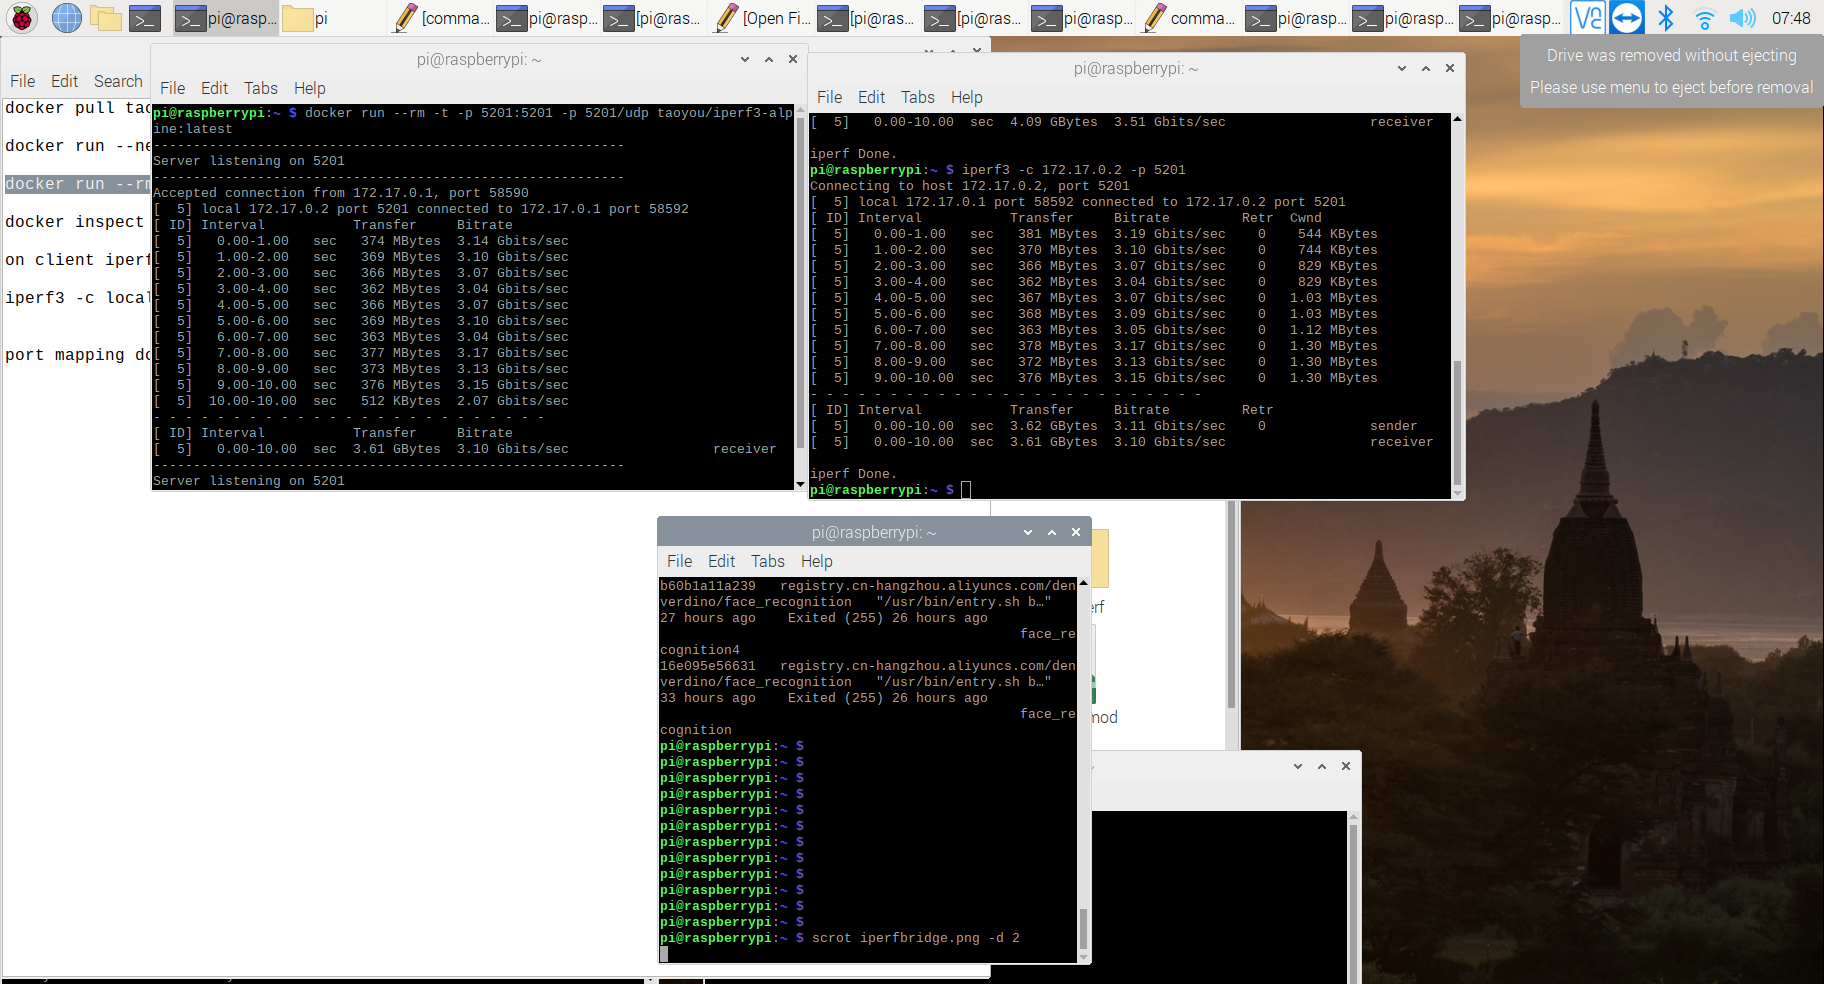 pi@rasp...
pi
[comma...
pi@rasp...
[pi@ras...
[Open Fi...
[pi@ras...
[pi@ras...
pi@rasp...
comma...
pi@rasp...
pi@rasp...
pi@rasp...
07:48
Drive was removed without ejecting
Please use menu to eject before removal
File Edit Search
docker pull tao
docker run --ne
docker run --rm
docker inspect
on client iperf
iperf3 -c local
port mapping do
pi@raspberrypi: ~
File Edit Tabs Help
pi@raspberrypi:~ $ docker run --rm -t -p 5201:5201 -p 5201/udp taoyou/iperf3-alp
ine:latest
-----------------------------------------------------------
Server listening on 5201
-----------------------------------------------------------
Accepted connection from 172.17.0.1, port 58590
[  5] local 172.17.0.2 port 5201 connected to 172.17.0.1 port 58592
[ ID] Interval           Transfer     Bitrate
[  5]   0.00-1.00   sec   374 MBytes  3.14 Gbits/sec
[  5]   1.00-2.00   sec   369 MBytes  3.10 Gbits/sec
[  5]   2.00-3.00   sec   366 MBytes  3.07 Gbits/sec
[  5]   3.00-4.00   sec   362 MBytes  3.04 Gbits/sec
[  5]   4.00-5.00   sec   366 MBytes  3.07 Gbits/sec
[  5]   5.00-6.00   sec   369 MBytes  3.10 Gbits/sec
[  5]   6.00-7.00   sec   363 MBytes  3.04 Gbits/sec
[  5]   7.00-8.00   sec   377 MBytes  3.17 Gbits/sec
[  5]   8.00-9.00   sec   373 MBytes  3.13 Gbits/sec
[  5]   9.00-10.00  sec   376 MBytes  3.15 Gbits/sec
[  5]  10.00-10.00  sec   512 KBytes  2.07 Gbits/sec
- - - - - - - - - - - - - - - - - - - - - - - - -
[ ID] Interval           Transfer     Bitrate
[  5]   0.00-10.00  sec  3.61 GBytes  3.10 Gbits/sec                  receiver
-----------------------------------------------------------
Server listening on 5201
pi@raspberrypi: ~
File Edit Tabs Help
[  5]   0.00-10.00  sec  4.09 GBytes  3.51 Gbits/sec                  receiver
iperf Done.
pi@raspberrypi:~ $ iperf3 -c 172.17.0.2 -p 5201
Connecting to host 172.17.0.2, port 5201
[  5] local 172.17.0.1 port 58592 connected to 172.17.0.2 port 5201
[ ID] Interval           Transfer     Bitrate         Retr  Cwnd
[  5]   0.00-1.00   sec   381 MBytes  3.19 Gbits/sec    0    544 KBytes
[  5]   1.00-2.00   sec   370 MBytes  3.10 Gbits/sec    0    744 KBytes
[  5]   2.00-3.00   sec   366 MBytes  3.07 Gbits/sec    0    829 KBytes
[  5]   3.00-4.00   sec   362 MBytes  3.04 Gbits/sec    0    829 KBytes
[  5]   4.00-5.00   sec   367 MBytes  3.07 Gbits/sec    0   1.03 MBytes
[  5]   5.00-6.00   sec   368 MBytes  3.09 Gbits/sec    0   1.03 MBytes
[  5]   6.00-7.00   sec   363 MBytes  3.05 Gbits/sec    0   1.12 MBytes
[  5]   7.00-8.00   sec   378 MBytes  3.17 Gbits/sec    0   1.30 MBytes
[  5]   8.00-9.00   sec   372 MBytes  3.13 Gbits/sec    0   1.30 MBytes
[  5]   9.00-10.00  sec   376 MBytes  3.15 Gbits/sec    0   1.30 MBytes
- - - - - - - - - - - - - - - - - - - - - - - - -
[ ID] Interval           Transfer     Bitrate         Retr
[  5]   0.00-10.00  sec  3.62 GBytes  3.11 Gbits/sec    0             sender
[  5]   0.00-10.00  sec  3.61 GBytes  3.10 Gbits/sec                  receiver
iperf Done.
pi@raspberrypi:~ $
pi@raspberrypi: ~
File Edit Tabs Help
b60b1a11a239   registry.cn-hangzhou.aliyuncs.com/den
verdino/face_recognition   "/usr/bin/entry.sh b…"
27 hours ago    Exited (255) 26 hours ago
face_re
cognition4
16e095e56631   registry.cn-hangzhou.aliyuncs.com/den
verdino/face_recognition   "/usr/bin/entry.sh b…"
33 hours ago    Exited (255) 26 hours ago
face_re
cognition
pi@raspberrypi:~ $
pi@raspberrypi:~ $
pi@raspberrypi:~ $
pi@raspberrypi:~ $
pi@raspberrypi:~ $
pi@raspberrypi:~ $
pi@raspberrypi:~ $
pi@raspberrypi:~ $
pi@raspberrypi:~ $
pi@raspberrypi:~ $
pi@raspberrypi:~ $
pi@raspberrypi:~ $
pi@raspberrypi:~ $ scrot iperfbridge.png -d 2
erf
mod